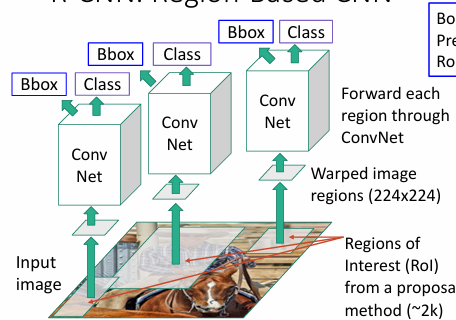 R-CNN: Region-Based CNN
Bbox
Class
Bbox
Class
Bbox
Class
Conv
Net
Conv
Net
Conv
Net
Forward each
region through
ConvNet
Warped image
regions (224x224)
Input
image
Regions of
Interest (RoI)
from a proposa
method (~2k)
Bo
Pre
Ro